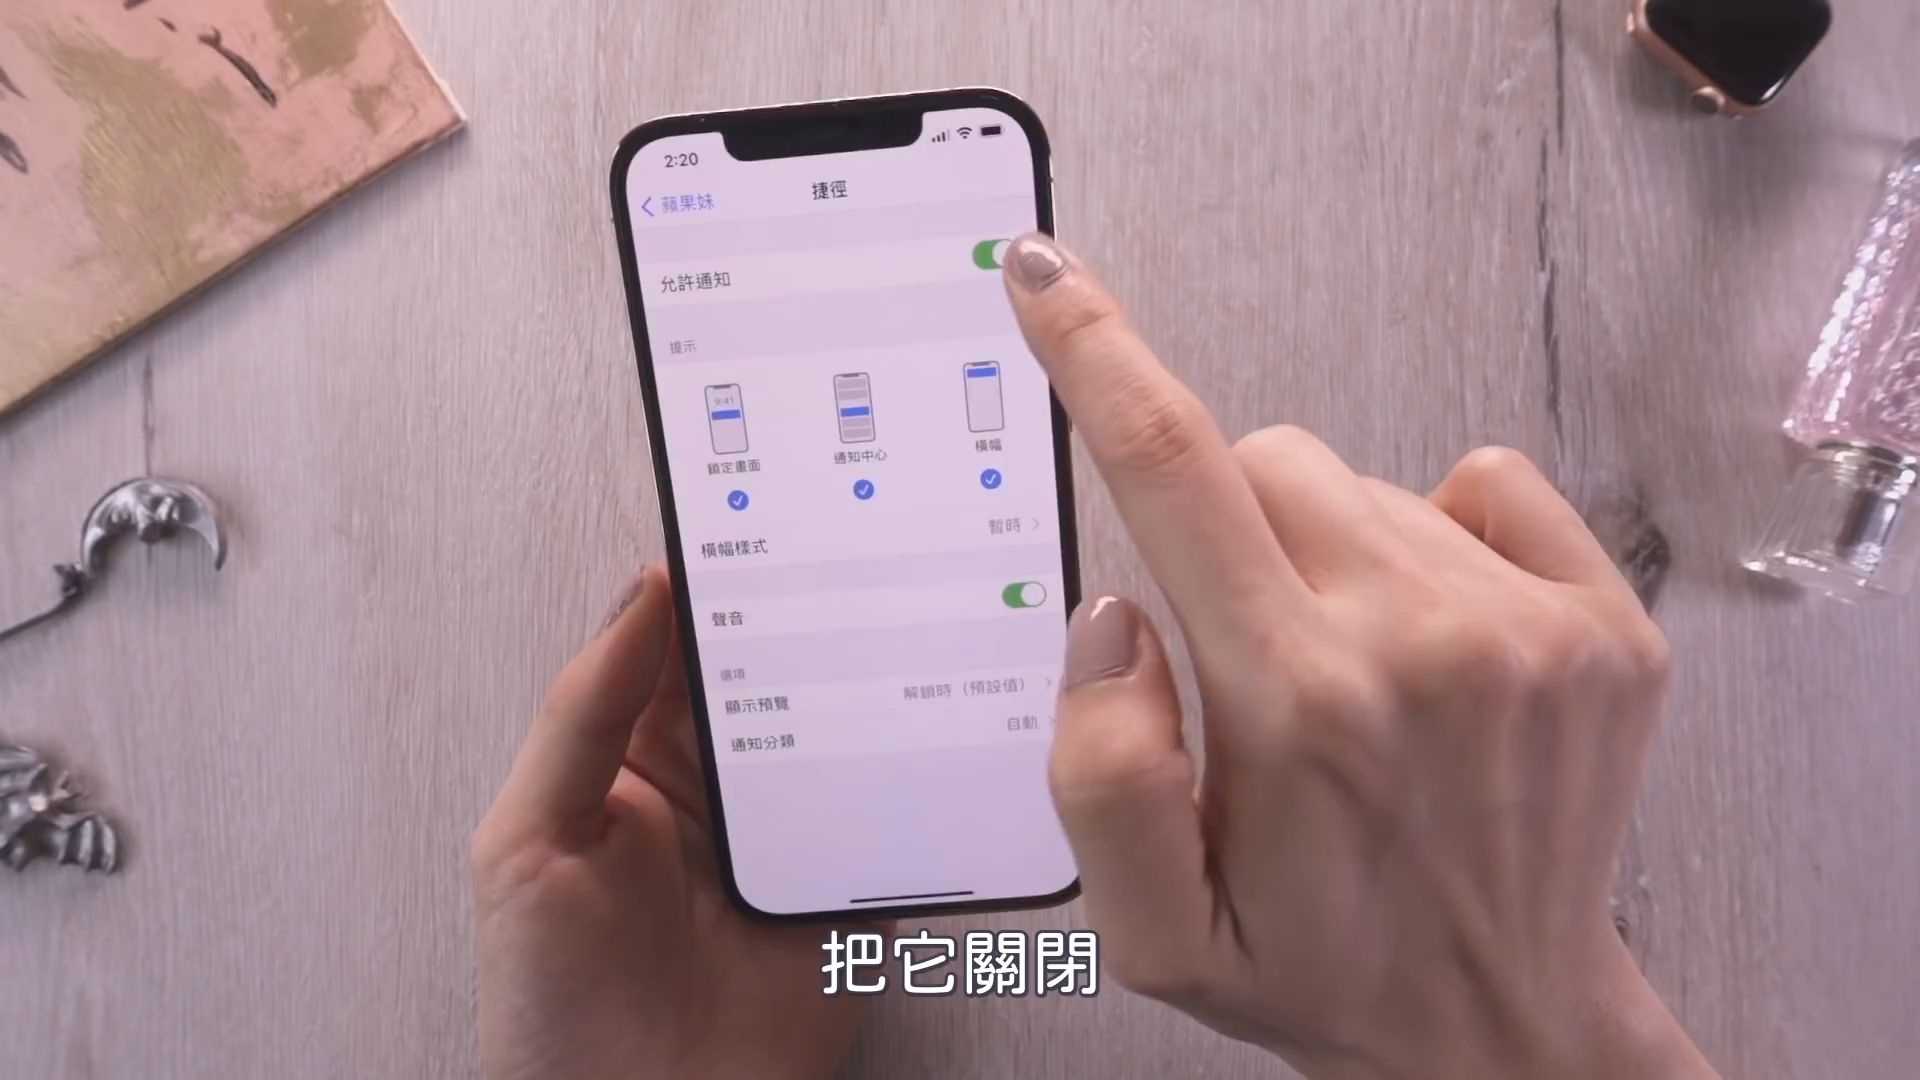 2:20
蘋果妹
捷徑
允許通知
提示
9:41
鎖定畫面
通知中心
橫幅
橫幅樣式
暫時
聲音
選項
顯示預覽
解鎖時（預設值）
通知分類
自動
把它關閉